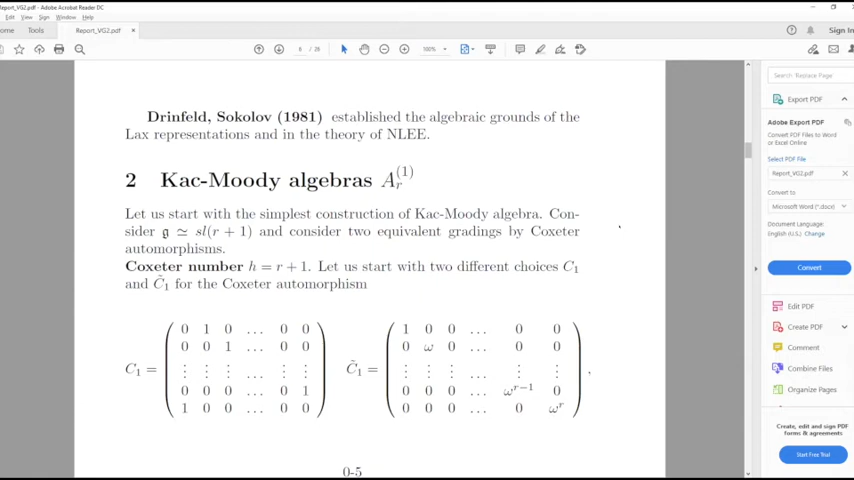 Report_VG2.pdf - Adobe Acrobat Reader DC
Edit View Sign Window Help
Tools Report_VG2.pdf × Sign In
6 / 28 100%
Drinfeld, Sokolov (1981) established the algebraic grounds of the
Lax representations and in the theory of NLEE.
2 Kac-Moody algebras A_r^{(1)}
Let us start with the simplest construction of Kac-Moody algebra. Con-
sider 𝔤 ≃ sl(r + 1) and consider two equivalent gradings by Coxeter
automorphisms.
Coxeter number h = r + 1. Let us start with two different choices C₁
and C̃₁ for the Coxeter automorphism
C₁ =
0 1 0 … 0 0
0 0 1 … 0 0
⋮ ⋮ ⋮ ⋮ ⋮
0 0 0 … 0 1
1 0 0 … 0 0
C̃₁ =
1 0 0 … 0 0
0 ω 0 … 0 0
⋮ ⋮ ⋮ ⋮ ⋮
0 0 0 … ω^{r−1} 0
0 0 0 … 0 ω^r
,
0-5
Search 'Replace Page'
Export PDF
Adobe Export PDF
Convert PDF Files to Word
or Excel Online
Select PDF File
Report_VG2.pdf ×
Convert to
Microsoft Word (*.docx)
Document Language:
English (U.S.) Change
Convert
Edit PDF
Create PDF
Comment
Combine Files
Organize Pages
Create, edit and sign PDF
forms & agreements
Start Free Trial